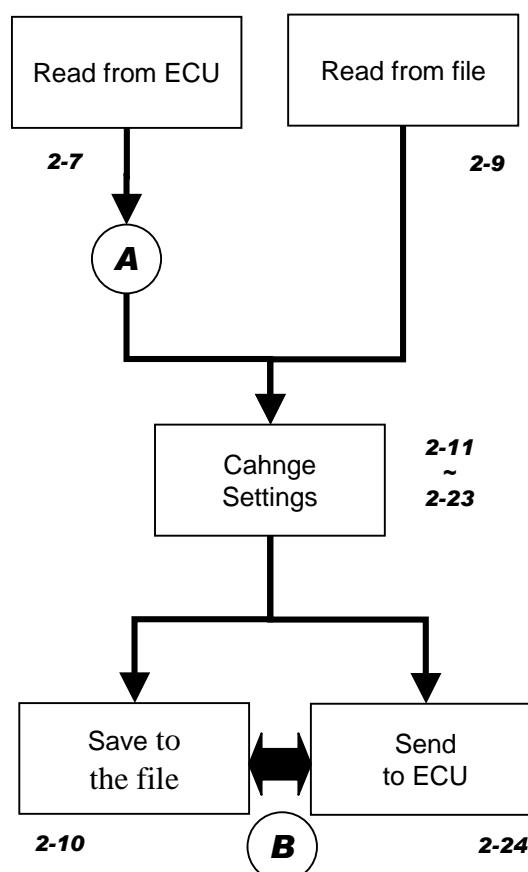 Read from ECU
Read from file
2-7
2-9
A
Cahnge
Settings
2-11
~
2-23
Save to
the file
Send
to ECU
2-10
B
2-24